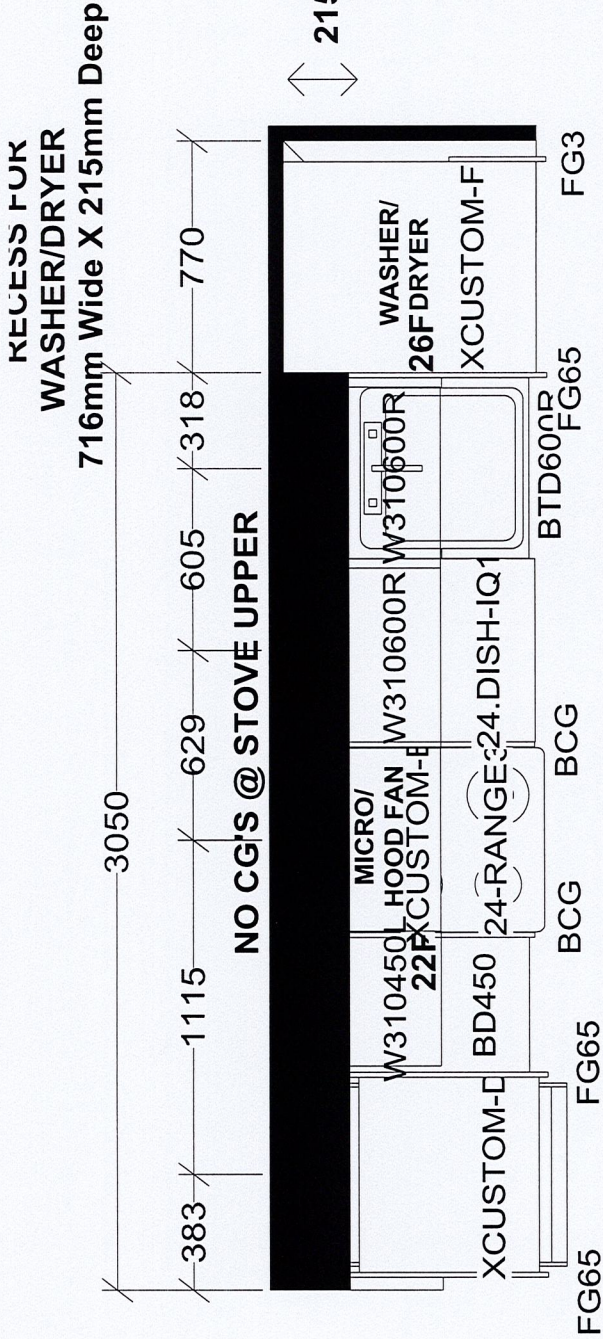 RECESS FOR
WASHER/DRYER
716mm Wide X 215mm Deep
3050
383
1115
629
605
318
770
NO CG'S @ STOVE UPPER
MICRO/
HOOD FAN
XCUSTOM-E
22F
W310450L
W310600R
W310600R
WASHER/
DRYER
26F
XCUSTOM-F
XCUSTOM-D
BD450
24-RANGE3
24.DISH-IQ1
BTD600R
FG65
FG65
BCG
BCG
FG65
FG3